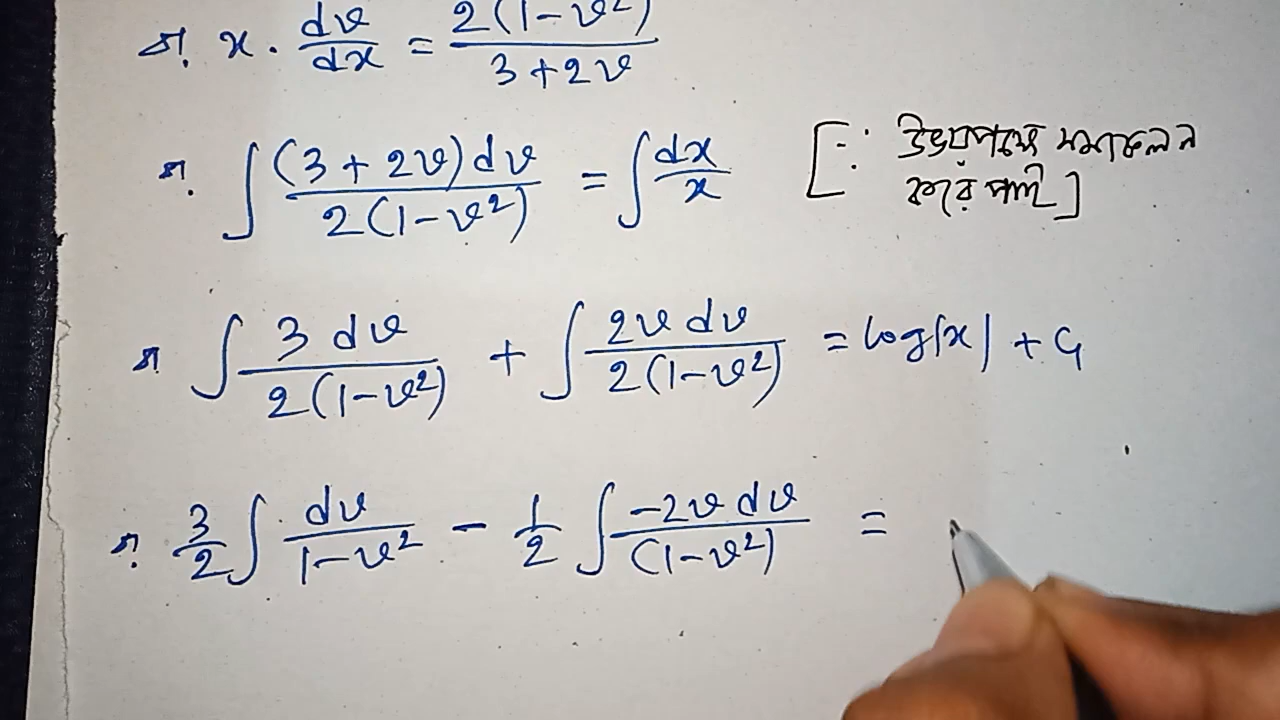 বা, x · dv/dx = 2(1-v²)/3+2v
বা, ∫ (3+2v)dv/2(1-v²) = ∫ dx/x [∵ উভয়পক্ষে সমাকলন
করে পাই]
বা ∫ 3 dv/2(1-v²) + ∫ 2v dv/2(1-v²) = log|x| + C₁
বা, 3/2 ∫ dv/1-v² - 1/2 ∫ -2v dv/(1-v²) =